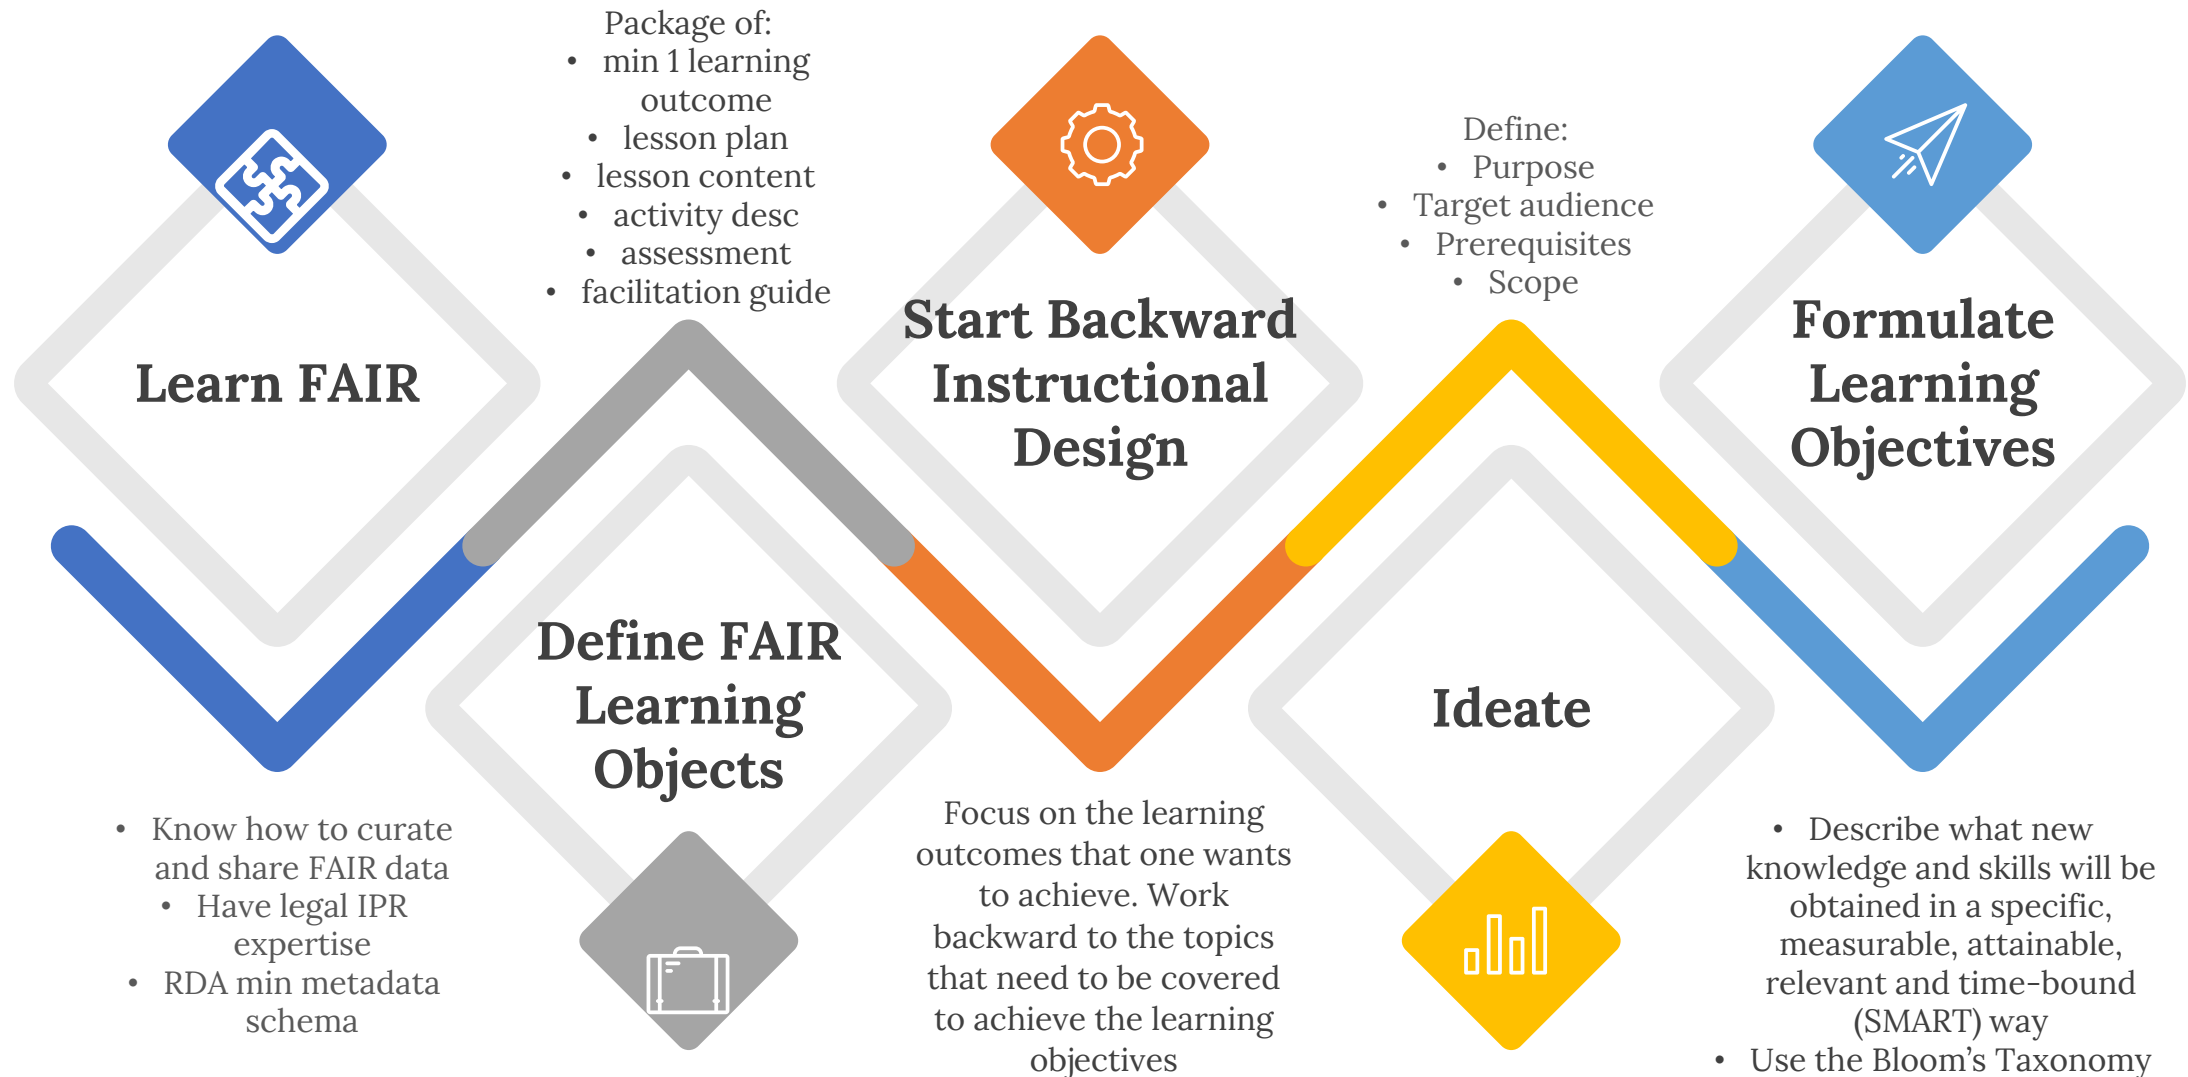 Learn FAIR
• Know how to curate
and share FAIR data
• Have legal IPR
expertise
• RDA min metadata
schema
Package of:
• min 1 learning
outcome
• lesson plan
• lesson content
• activity desc
• assessment
• facilitation guide
Define FAIR
Learning
Objects
Start Backward
Instructional
Design
Focus on the learning
outcomes that one wants
to achieve. Work
backward to the topics
that need to be covered
to achieve the learning
objectives
Define:
• Purpose
• Target audience
• Prerequisites
• Scope
Ideate
Formulate
Learning
Objectives
• Describe what new
knowledge and skills will be
obtained in a specific,
measurable, attainable,
relevant and time-bound
(SMART) way
• Use the Bloom’s Taxonomy